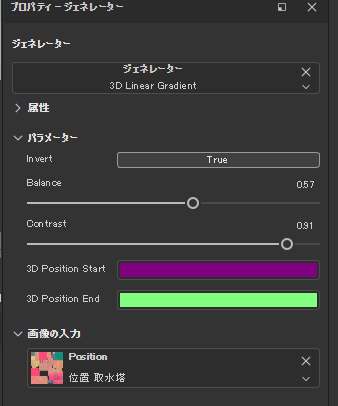 プロパティージェネレーター
ジェネレーター
ジェネレーター
3D Linear Gradient
属性
パラメーター
Invert
True
Balance
0.57
Contrast
0.91
3D Position Start
3D Position End
画像の入力
Position
位置 取水塔